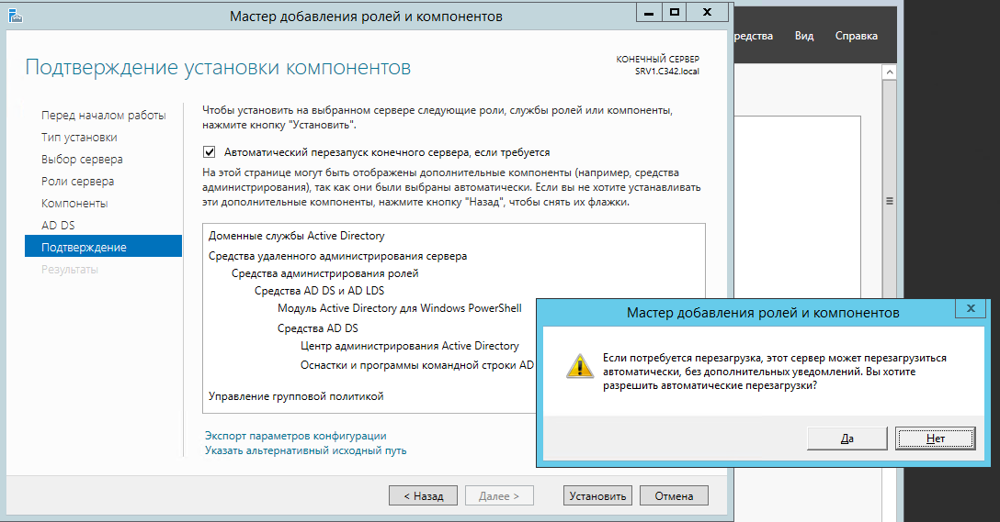 Мастер добавления ролей и компонентов
редства Вид Справка
Подтверждение установки компонентов
КОНЕЧНЫЙ СЕРВЕР
SRV1.C342.local
Перед началом работы
Тип установки
Выбор сервера
Роли сервера
Компоненты
AD DS
Подтверждение
Результаты
Чтобы установить на выбранном сервере следующие роли, службы ролей или компоненты,
нажмите кнопку "Установить".
Автоматический перезапуск конечного сервера, если требуется
На этой странице могут быть отображены дополнительные компоненты (например, средства
администрирования), так как они были выбраны автоматически. Если вы не хотите устанавливать
эти дополнительные компоненты, нажмите кнопку "Назад", чтобы снять их флажки.
Доменные службы Active Directory
Средства удаленного администрирования сервера
Средства администрирования ролей
Средства AD DS и AD LDS
Модуль Active Directory для Windows PowerShell
Средства AD DS
Центр администрирования Active Directory
Оснастки и программы командной строки AD
Управление групповой политикой
Экспорт параметров конфигурации
Указать альтернативный исходный путь
< Назад Далее > Установить Отмена
Мастер добавления ролей и компонентов
Если потребуется перезагрузка, этот сервер может перезагрузиться
автоматически, без дополнительных уведомлений. Вы хотите
разрешить автоматические перезагрузки?
Да Нет